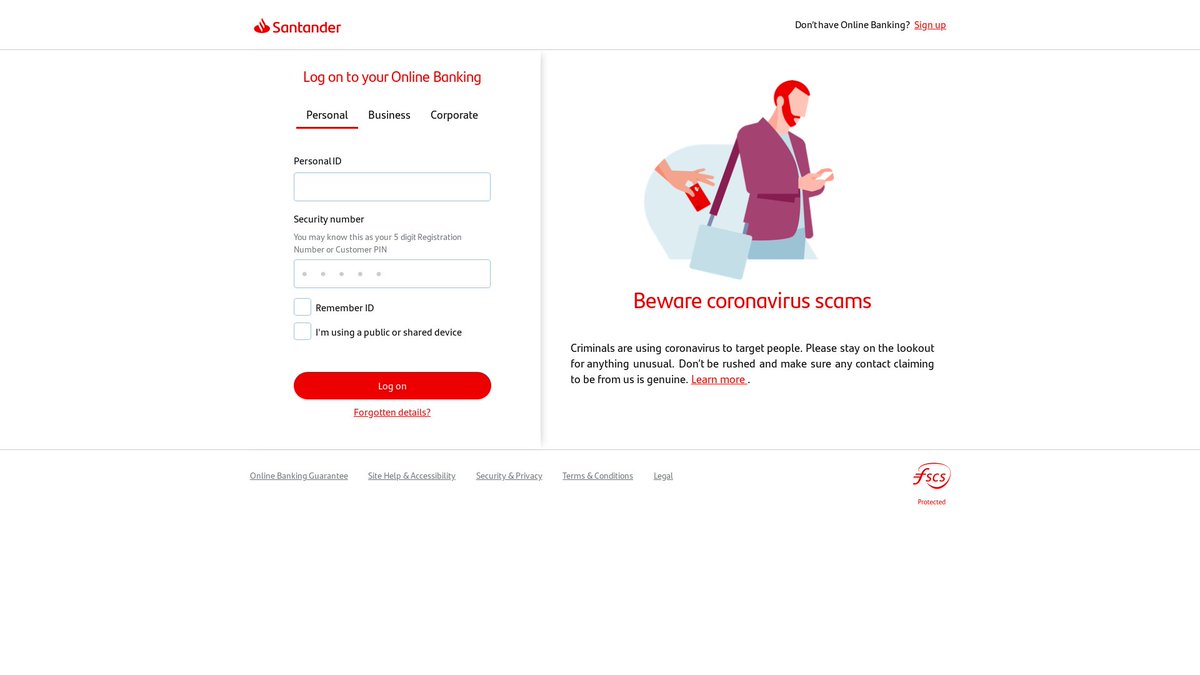 Santander
Don't have Online Banking? Sign up
Log on to your Online Banking
Personal
Business
Corporate
Personal ID
Security number
You may know this as your 5 digit Registration
Number or Customer PIN
Remember ID
I'm using a public or shared device
Log on
Forgotten details?
Beware coronavirus scams
Criminals are using coronavirus to target people. Please stay on the lookout
for anything unusual. Don't be rushed and make sure any contact claiming
to be from us is genuine. Learn more .
Online Banking Guarantee
Site Help & Accessibility
Security & Privacy
Terms & Conditions
Legal
fscs
Protected